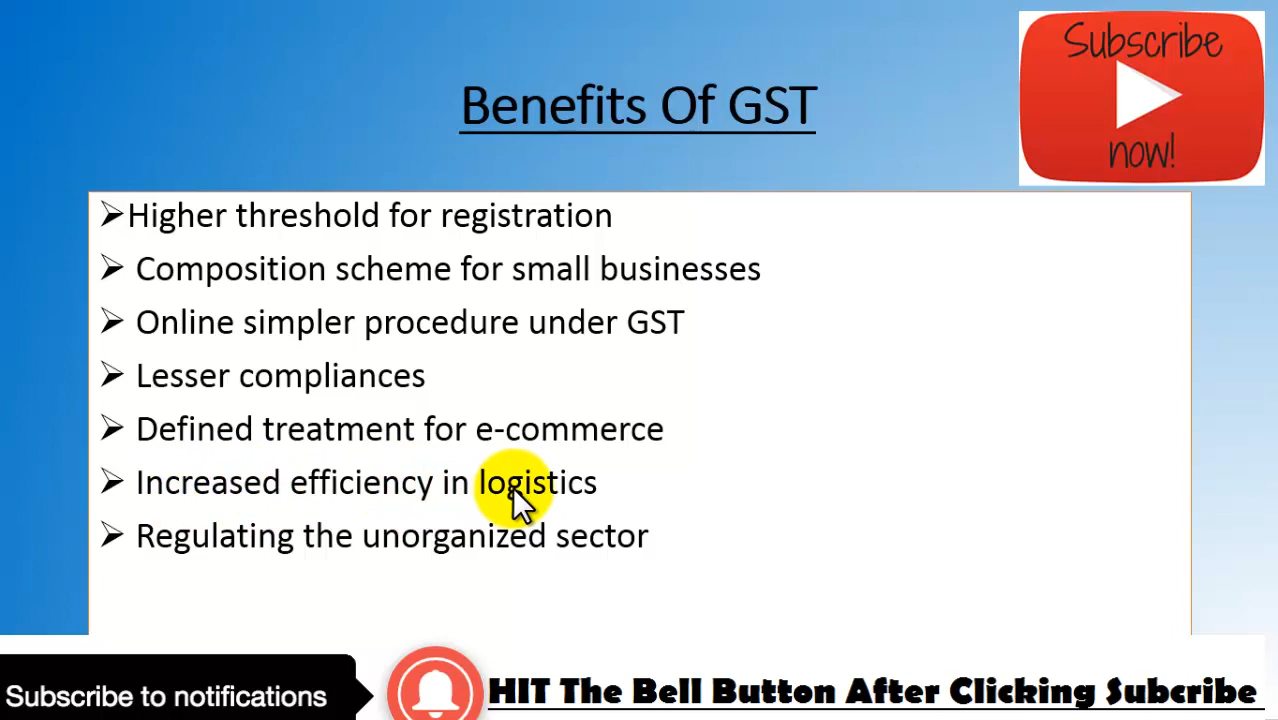 Subscribe
now!
Benefits Of GST
Higher threshold for registration
Composition scheme for small businesses
Online simpler procedure under GST
Lesser compliances
Defined treatment for e-commerce
Increased efficiency in logistics
Regulating the unorganized sector
Subscribe to notifications
HIT The Bell Button After Clicking Subcribe